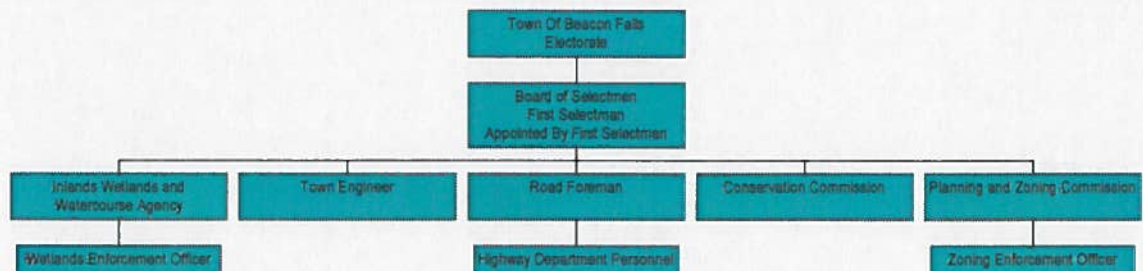 Town Of Beacon Falls
Electorate
Board of Selectmen
First Selectman
Appointed By First Selectmen
Inlands Wetlands and
Watercourse Agency
Town Engineer
Road Foreman
Conservation Commission
Planning and Zoning Commission
Wetlands Enforcement Officer
Highway Department Personnel
Zoning Enforcement Officer